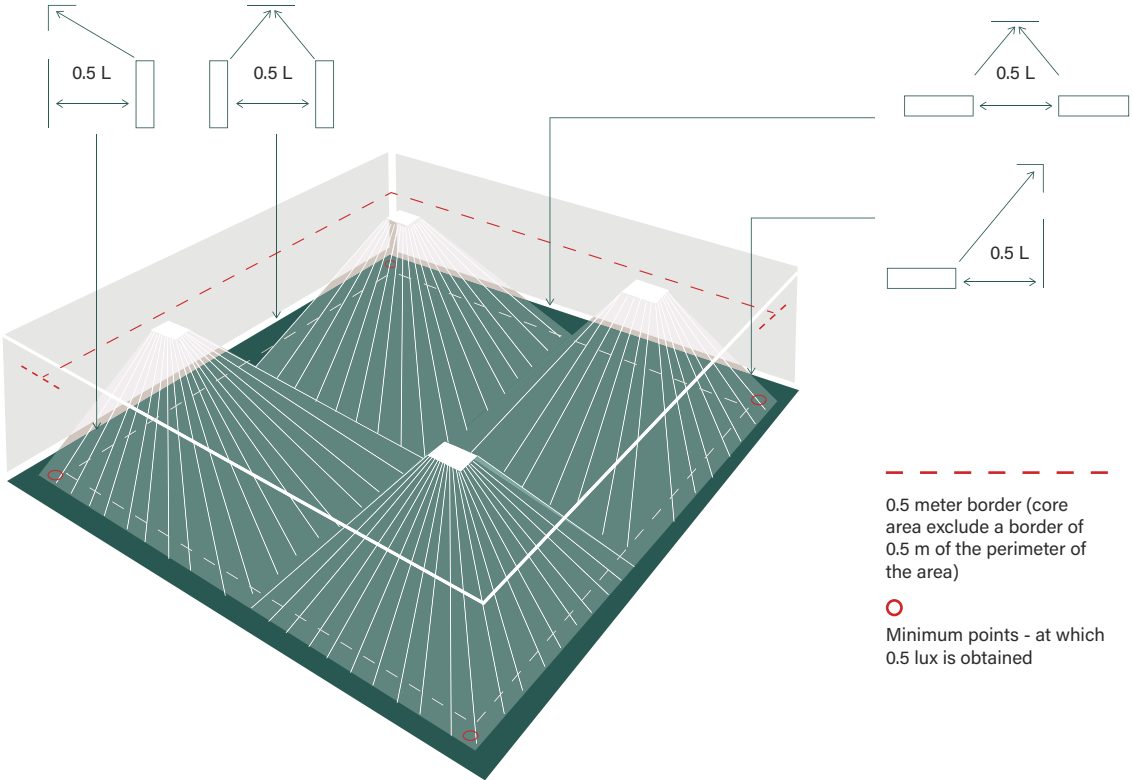 0.5 L
0.5 L
0.5 L
0.5 L
0.5 meter border (core
area exclude a border of
0.5 m of the perimeter of
the area)
Minimum points - at which
0.5 lux is obtained